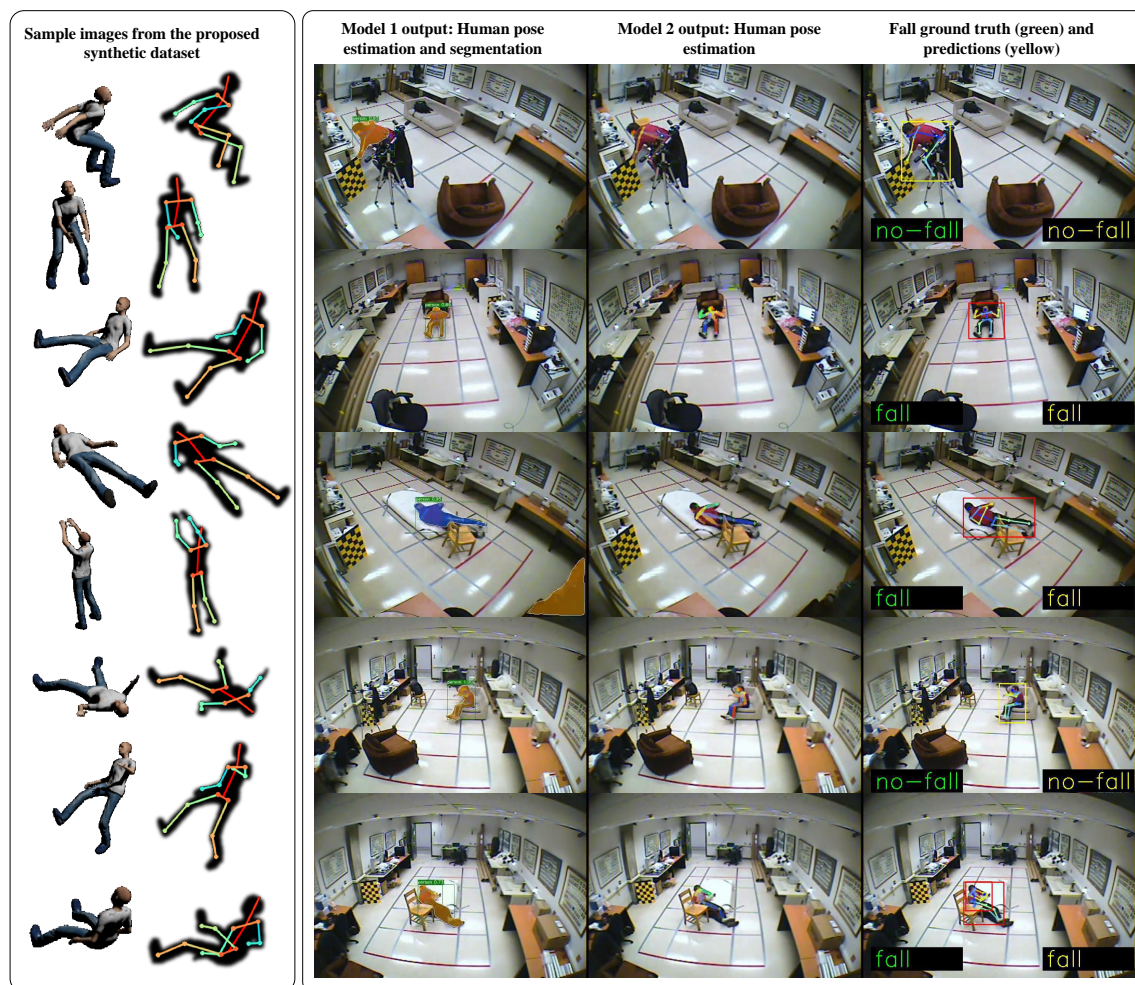 Sample images from the proposed
synthetic dataset
Model 1 output: Human pose
estimation and segmentation
Model 2 output: Human pose
estimation
Fall ground truth (green) and
predictions (yellow)
no-fall
no-fall
fall
fall
fall
fall
no-fall
no-fall
fall
fall